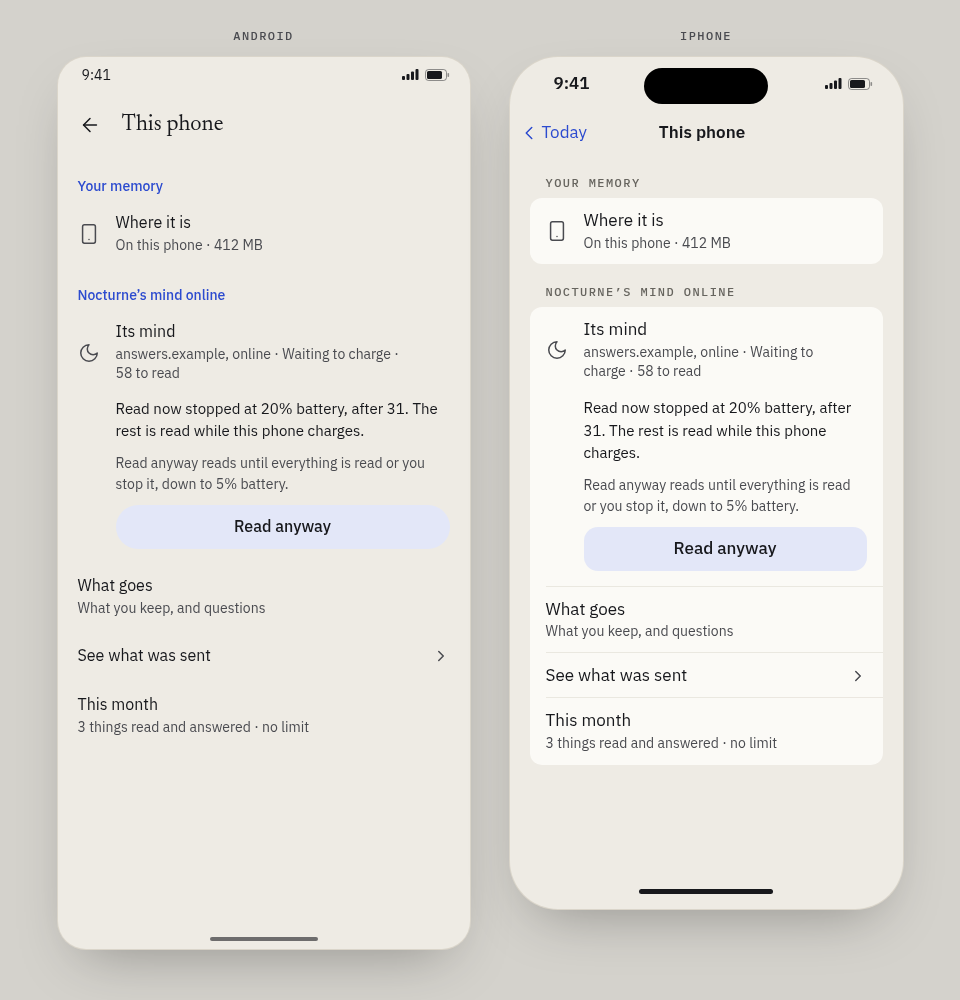 ANDROID
9:41
This phone
Your memory
Where it is
On this phone · 412 MB
Nocturne’s mind online
Its mind
answers.example, online · Waiting to charge ·
58 to read
Read now stopped at 20% battery, after 31. The
rest is read while this phone charges.
Read anyway reads until everything is read or you
stop it, down to 5% battery.
Read anyway
What goes
What you keep, and questions
See what was sent
This month
3 things read and answered · no limit
IPHONE
9:41
Today
This phone
YOUR MEMORY
Where it is
On this phone · 412 MB
NOCTURNE’S MIND ONLINE
Its mind
answers.example, online · Waiting to
charge · 58 to read
Read now stopped at 20% battery, after
31. The rest is read while this phone
charges.
Read anyway reads until everything is read
or you stop it, down to 5% battery.
Read anyway
What goes
What you keep, and questions
See what was sent
This month
3 things read and answered · no limit